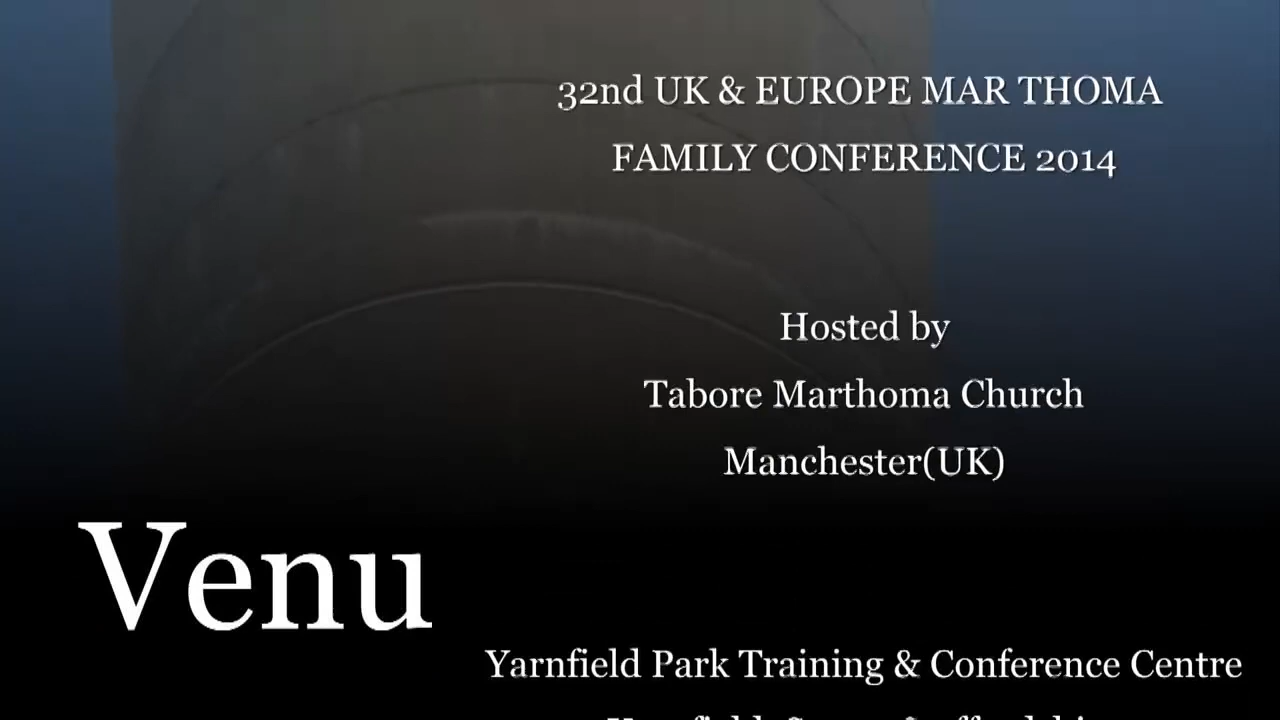 32nd UK & EUROPE MAR THOMA
FAMILY CONFERENCE 2014
Hosted by
Tabore Marthoma Church
Manchester(UK)
Venu
Yarnfield Park Training & Conference Centre